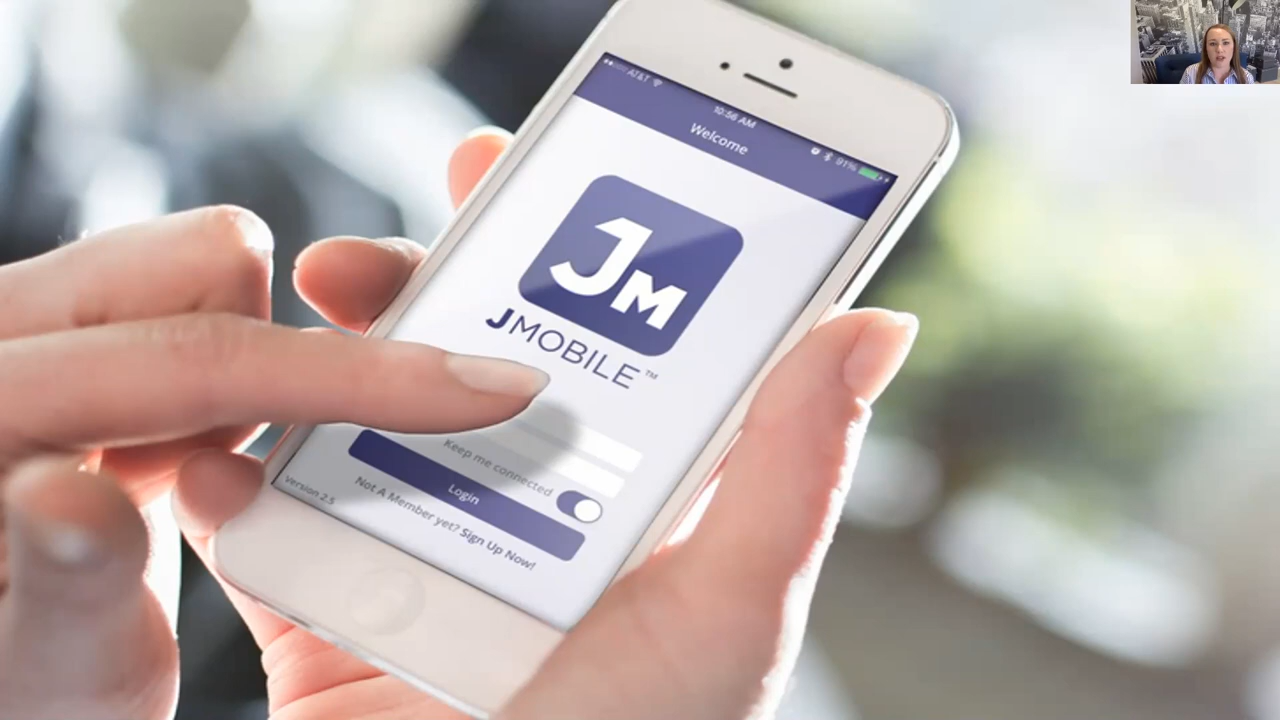 AT&T
10:56 AM
91%
Welcome
JM
JMOBILE™
Keep me connected
Login
Not A Member yet? Sign Up Now!
Version 2.5